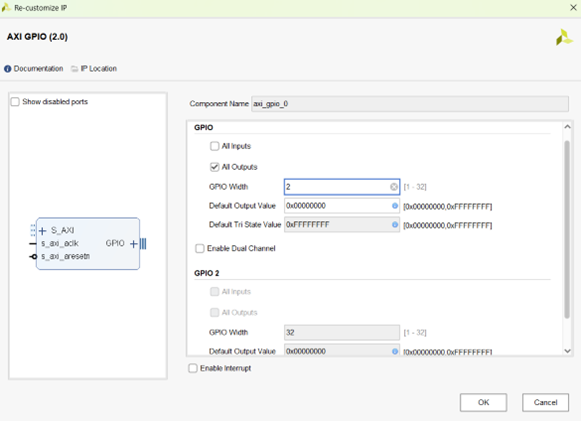 Re-customize IP
AXI GPIO (2.0)
Documentation IP Location
Show disabled ports
Component Name axi_gpio_0
GPIO
All Inputs
All Outputs
GPIO Width 2 [1 - 32]
Default Output Value 0x00000000 [0x00000000,0xFFFFFFFF]
Default Tri State Value 0xFFFFFFFF [0x00000000,0xFFFFFFFF]
Enable Dual Channel
GPIO 2
All Inputs
All Outputs
GPIO Width 32 [1 - 32]
Default Output Value 0x00000000 [0x00000000,0xFFFFFFFF]
S_AXI
s_axi_aclk GPIO
s_axi_aresetn
Enable Interrupt
OK Cancel